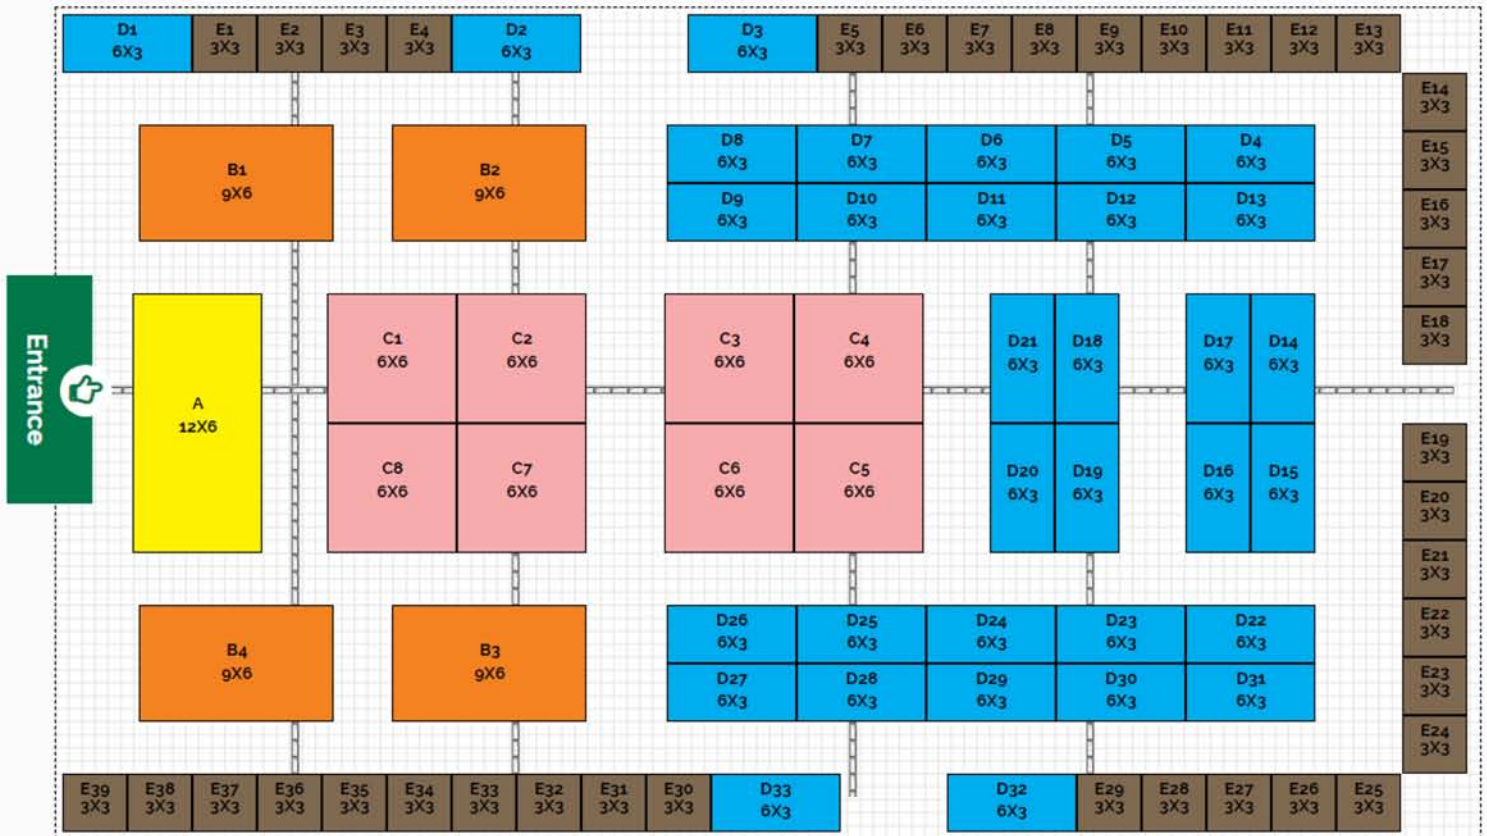 D1
6X3
E1
3X3
E2
3X3
E3
3X3
E4
3X3
D2
6X3
D3
6X3
E5
3X3
E6
3X3
E7
3X3
E8
3X3
E9
3X3
E10
3X3
E11
3X3
E12
3X3
E13
3X3
E14
3X3
E15
3X3
E16
3X3
E17
3X3
E18
3X3
B1
9X6
B2
9X6
D8
6X3
D7
6X3
D6
6X3
D5
6X3
D4
6X3
D9
6X3
D10
6X3
D11
6X3
D12
6X3
D13
6X3
Entrance
A
12X6
C1
6X6
C2
6X6
C3
6X6
C4
6X6
D21
6X3
D18
6X3
D17
6X3
D14
6X3
C8
6X6
C7
6X6
C6
6X6
C5
6X6
D20
6X3
D19
6X3
D16
6X3
D15
6X3
E19
3X3
E20
3X3
E21
3X3
E22
3X3
E23
3X3
E24
3X3
B4
9X6
B3
9X6
D26
6X3
D25
6X3
D24
6X3
D23
6X3
D22
6X3
D27
6X3
D28
6X3
D29
6X3
D30
6X3
D31
6X3
E39
3X3
E38
3X3
E37
3X3
E36
3X3
E35
3X3
E34
3X3
E33
3X3
E32
3X3
E31
3X3
E30
3X3
D33
6X3
D32
6X3
E29
3X3
E28
3X3
E27
3X3
E26
3X3
E25
3X3